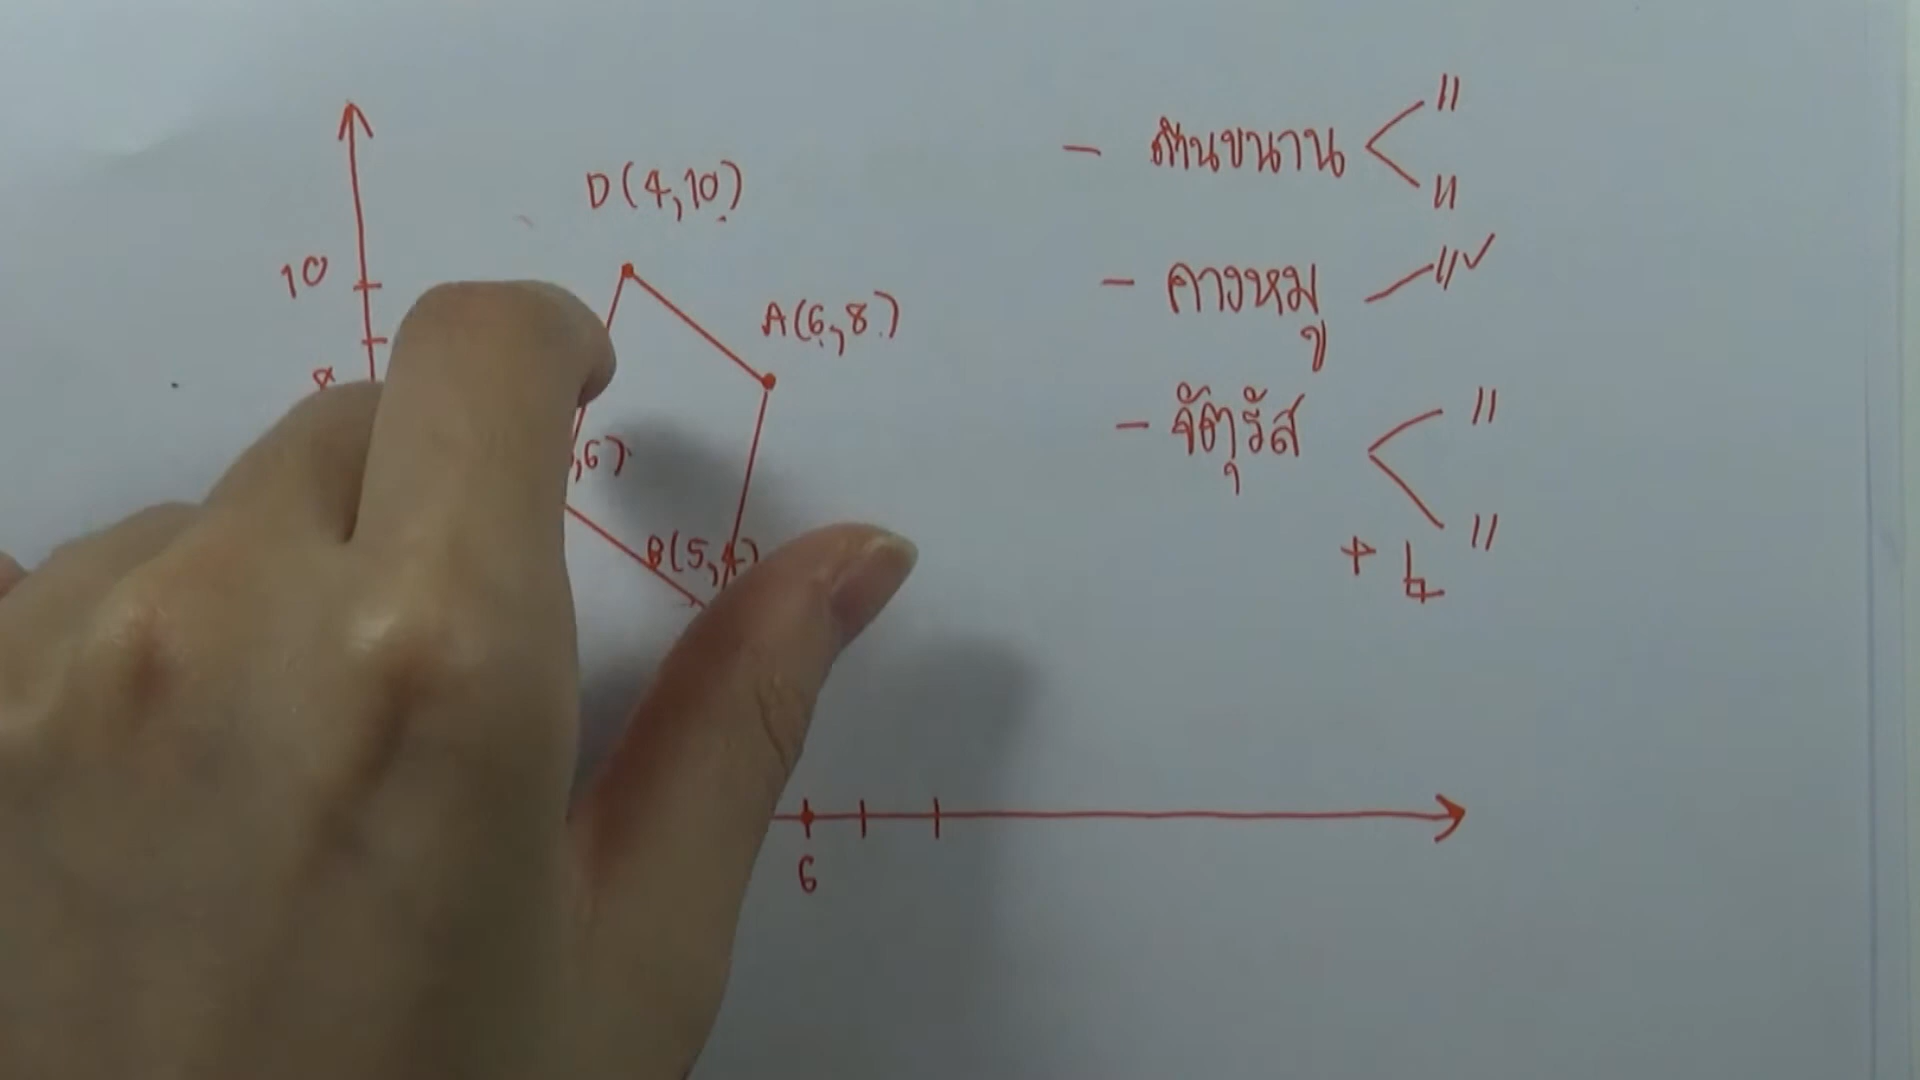 D(4,10)
10
A(6,8)
8
,6)
B(5,4)
6
- ด้านขนาน < //
//
- คางหมู - // ✓
- จัตุรัส < //
//
+